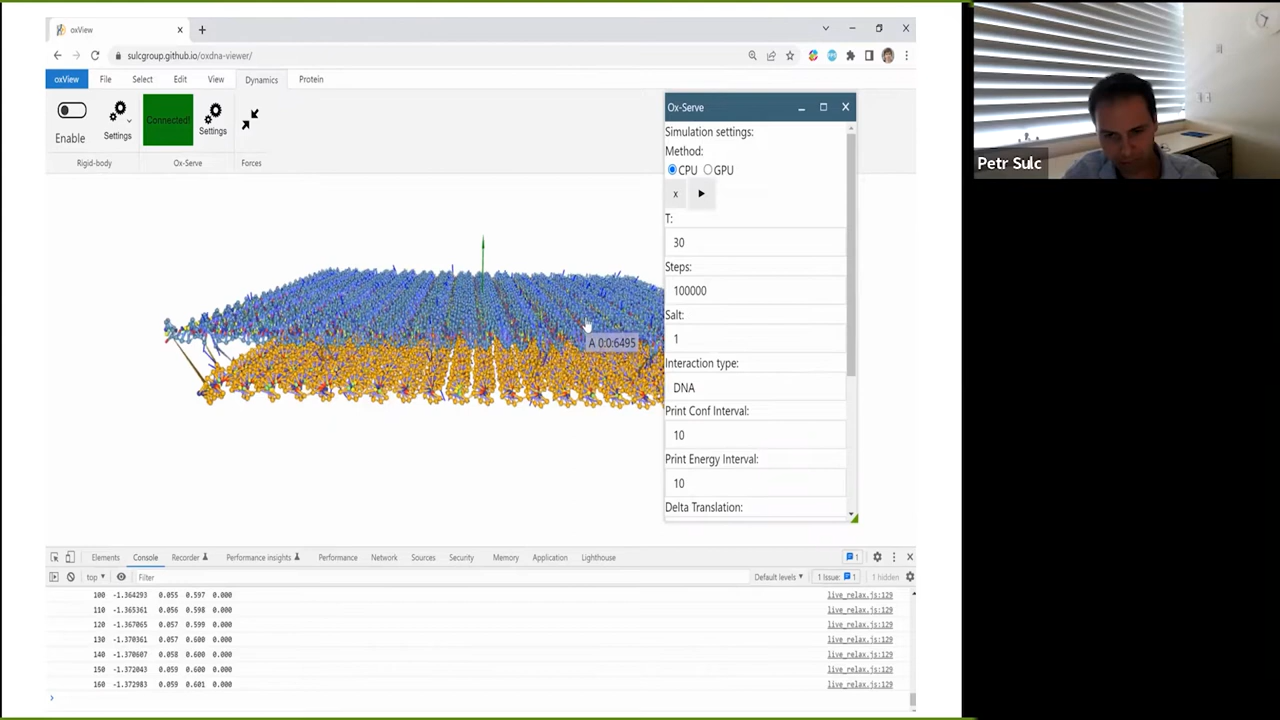 oxView
sulcgroup.github.io/oxdna-viewer/
oxView File Select Edit View Dynamics Protein
Enable
Settings
Connected!
Settings
Rigid-body Ox-Serve Forces
Ox-Serve
Simulation settings:
Method:
CPU GPU
x
T:
30
Steps:
100000
Salt:
1
Interaction type:
DNA
Print Conf Interval:
10
Print Energy Interval:
10
Delta Translation:
A 0:0:6495
Petr Sulc
Elements Console Recorder Performance insights Performance Network Sources Security Memory Application Lighthouse 1
top Filter Default levels 1 Issue: 1 1 hidden
100 -1.364293 0.055 0.597 0.000 live_relax.js:129
110 -1.365361 0.056 0.598 0.000 live_relax.js:129
120 -1.367065 0.057 0.599 0.000 live_relax.js:129
130 -1.370361 0.057 0.600 0.000 live_relax.js:129
140 -1.370607 0.058 0.600 0.000 live_relax.js:129
150 -1.372043 0.059 0.600 0.000 live_relax.js:129
160 -1.372983 0.059 0.601 0.000 live_relax.js:129